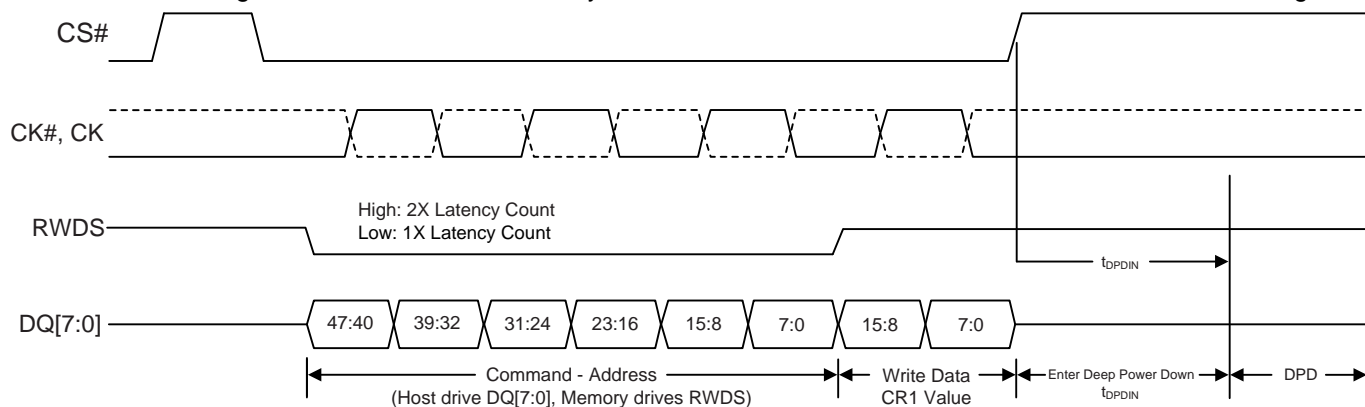 CS#
CK#, CK
High: 2X Latency Count
RWDS
Low: 1X Latency Count
tDPDIN
DQ[7:0]
47:40 39:32 31:24 23:16 15:8 7:0 15:8 7:0
Command - Address
(Host drive DQ[7:0], Memory drives RWDS)
Write Data
CR1 Value
Enter Deep Power Down
tDPDIN
DPD